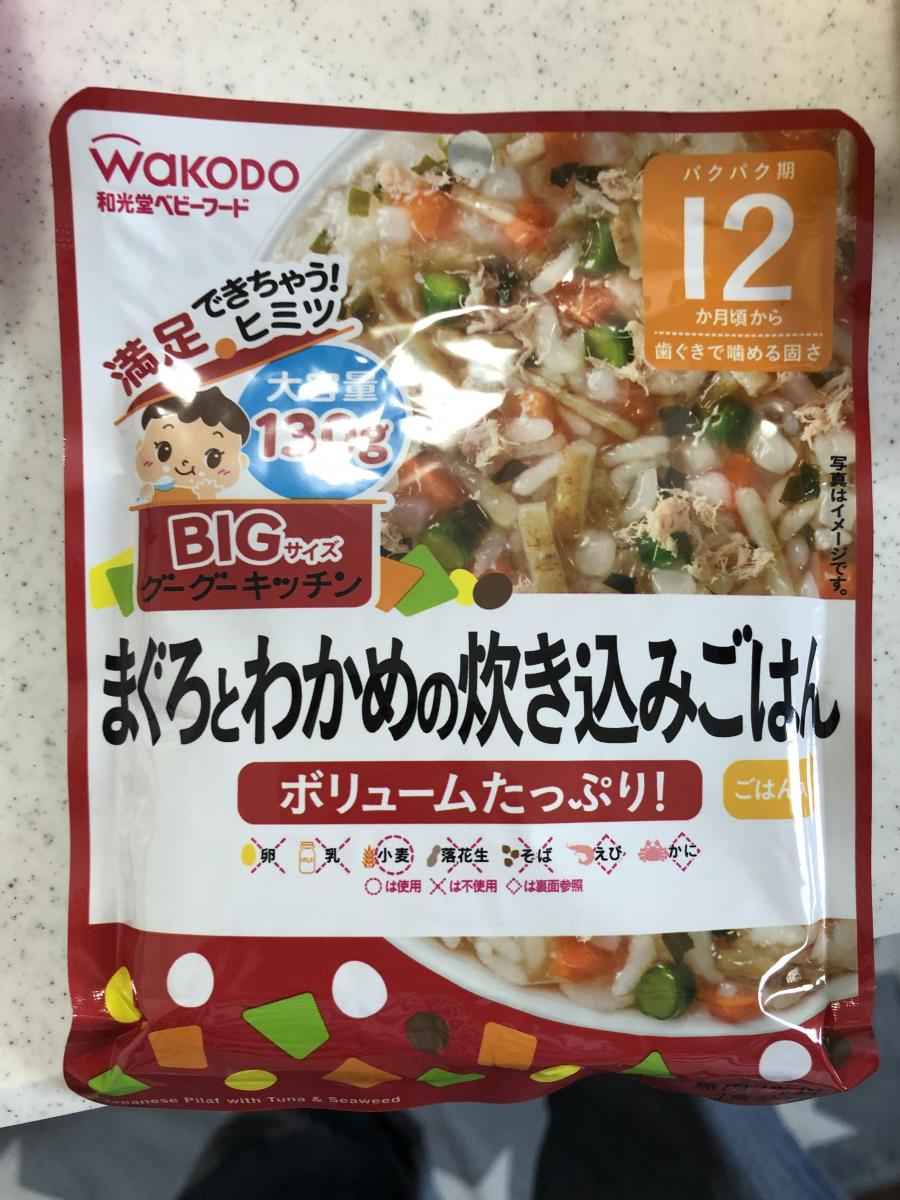 WaKODO
和光堂ベビーフード
パクパク期
12
か月頃から
歯ぐきで噛める固さ
満足できちゃう!
ヒミツ
大容量
130g
BIGサイズ
グーグーキッチン
写真はイメージです。
まぐろとわかめの炊き込みごはん
ボリュームたっぷり!
ごはん
卵 乳 小麦 落花生 そば えび かに
○は使用 ×は不使用 ◇は裏面参照
Japanese Pilaf with Tuna & Seaweed